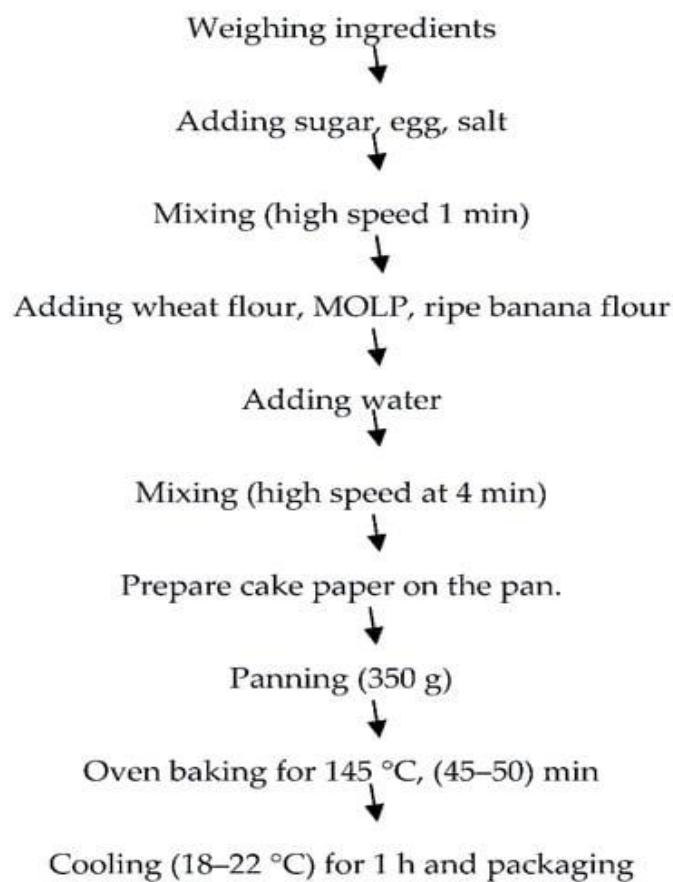 Weighing ingredients
Adding sugar, egg, salt
Mixing (high speed 1 min)
Adding wheat flour, MOLP, ripe banana flour
Adding water
Mixing (high speed at 4 min)
Prepare cake paper on the pan.
Panning (350 g)
Oven baking for 145 °C, (45–50) min
Cooling (18–22 °C) for 1 h and packaging